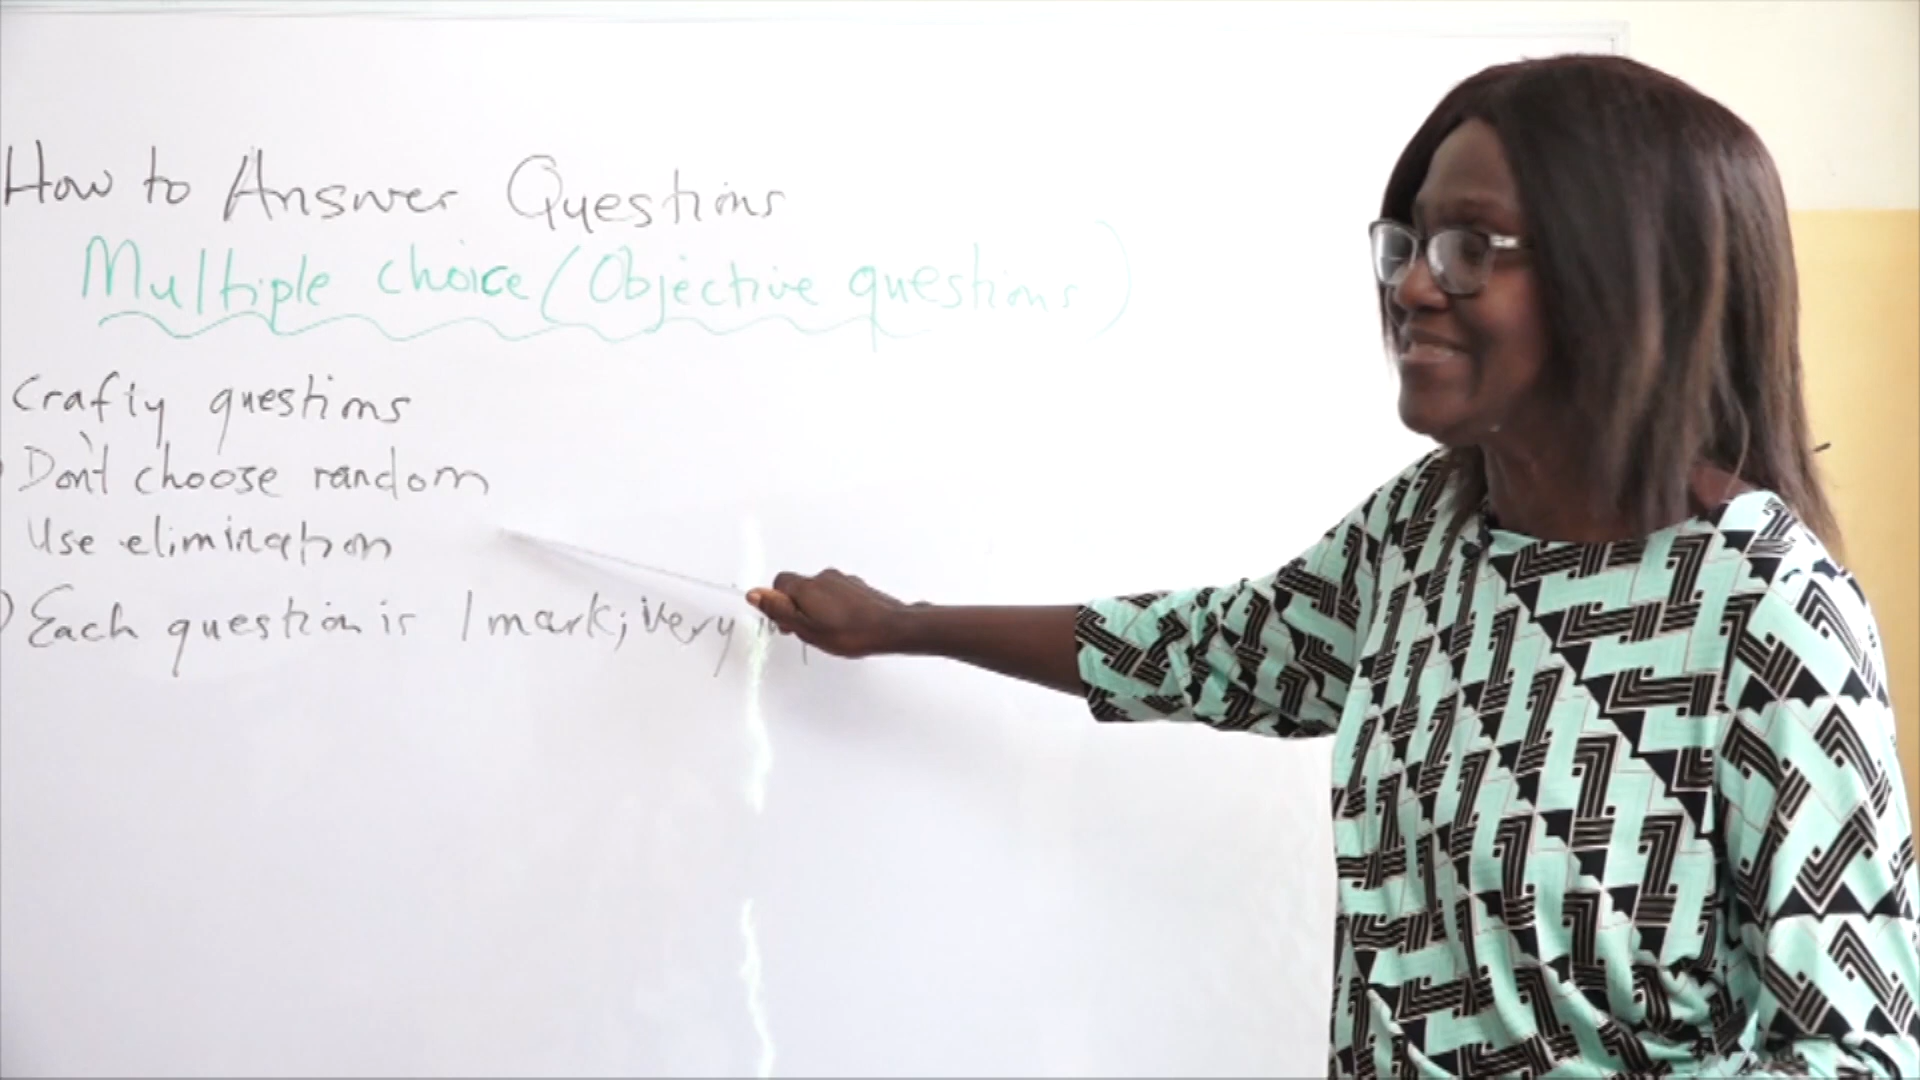 How to Answer Questions
Multiple choice (Objective questions)
Crafty questions
Don't choose random
Use elimination
) Each question is 1 mark; very